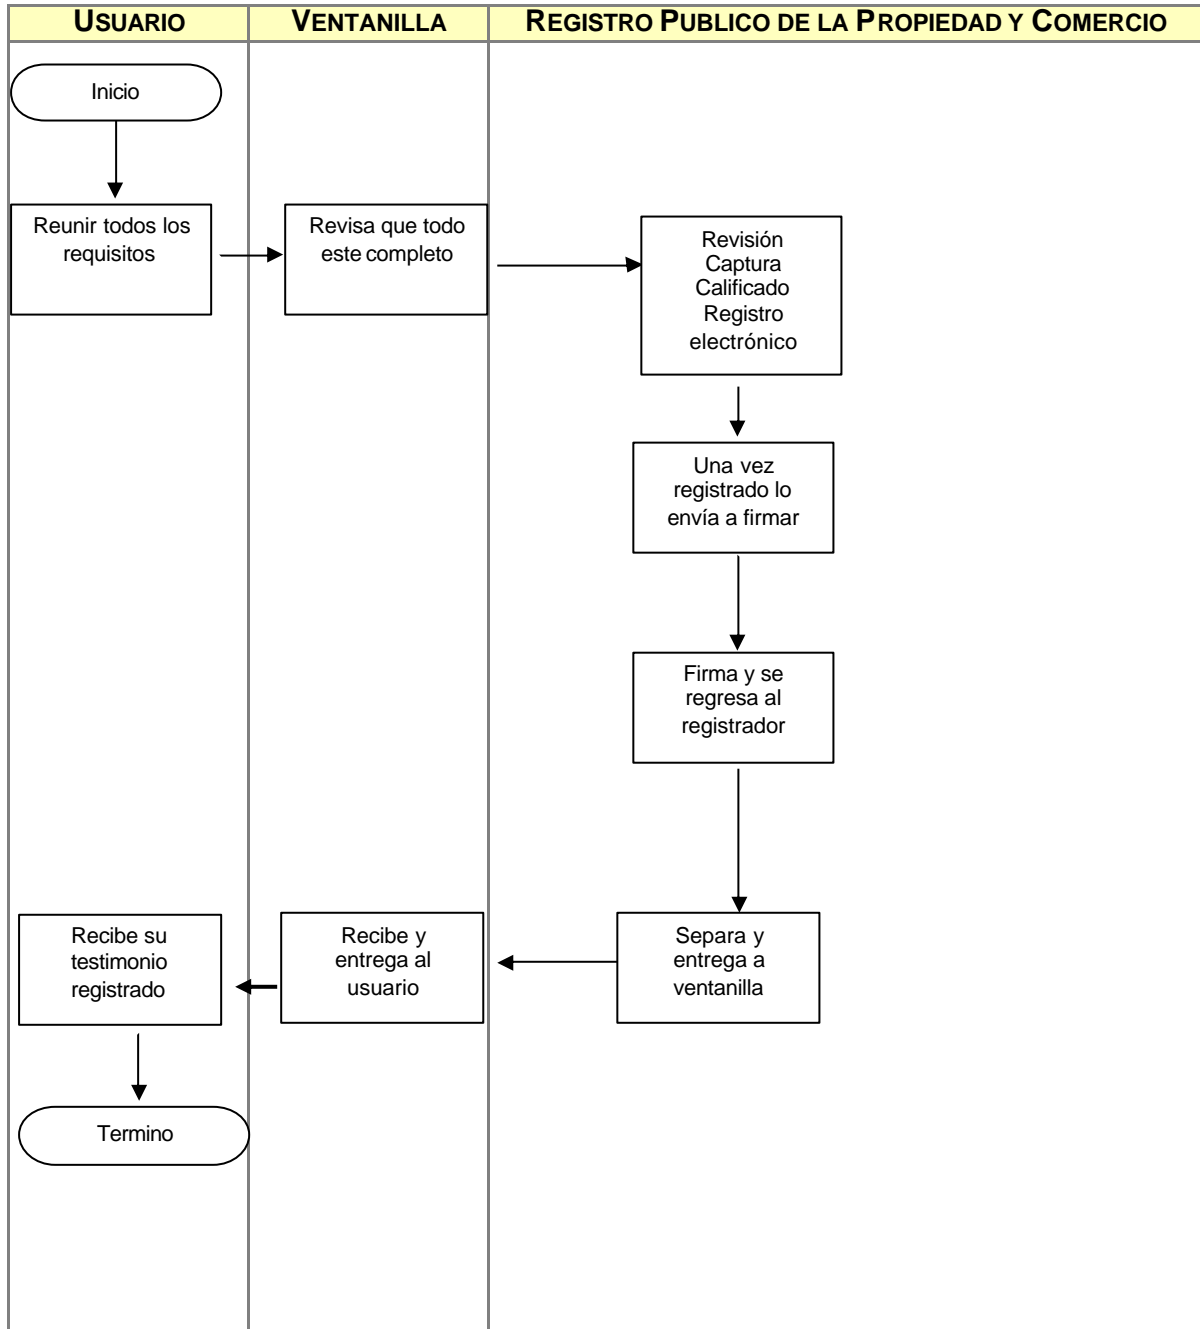 USUARIO
VENTANILLA
REGISTRO PUBLICO DE LA PROPIEDAD Y COMERCIO
Inicio
Reunir todos los
requisitos
Revisa que todo
este completo
Revisión
Captura
Calificado
Registro
electrónico
Una vez
registrado lo
envía a firmar
Firma y se
regresa al
registrador
Separa y
entrega a
ventanilla
Recibe y
entrega al
usuario
Recibe su
testimonio
registrado
Termino